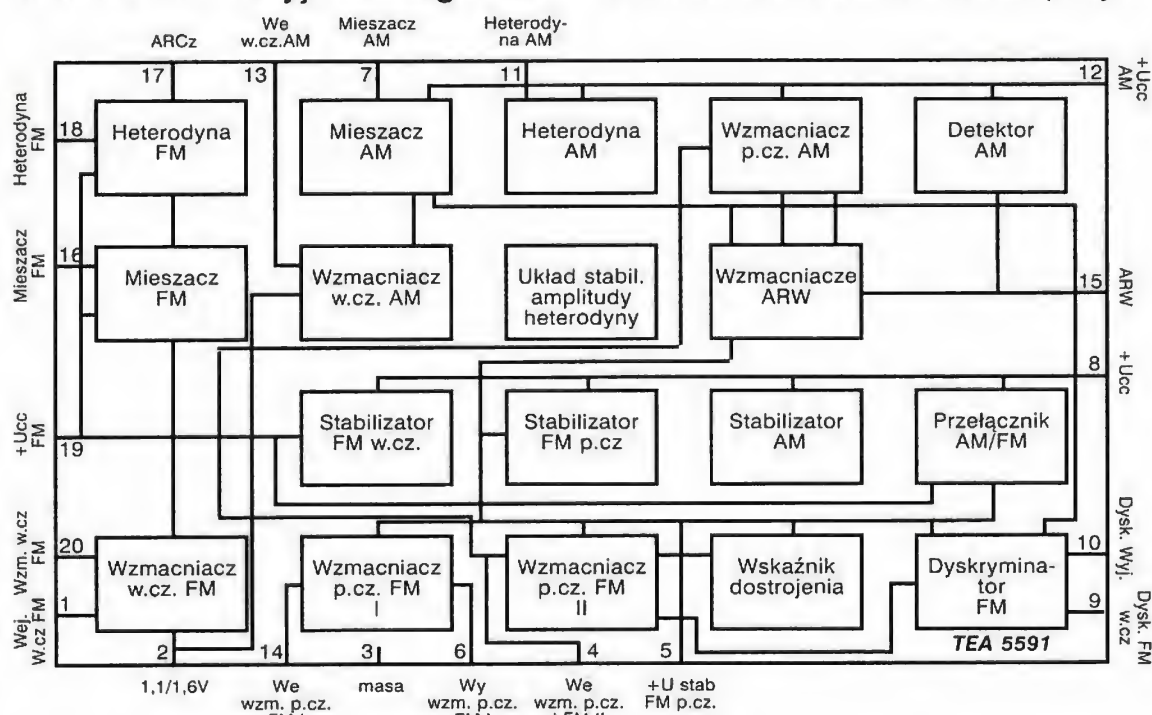 We
w.cz.AM
Mieszacz
AM
Heterody-
na AM
ARCz
17
13
7
11
12
+Ucc
AM
Heterodyna
FM
18
Heterodyna
FM
Mieszacz
AM
Heterodyna
AM
Wzmacniacz
p.cz. AM
Detektor
AM
Mieszacz
FM
16
Mieszacz
FM
Wzmacniacz
w.cz. AM
Układ stabil.
amplitudy
heterodyny
Wzmacniacze
ARW
15
ARW
8
+Ucc
+Ucc
FM
19
Stabilizator
FM w.cz.
Stabilizator
FM p.cz
Stabilizator
AM
Przełącznik
AM/FM
Wzm. w.cz
FM
20
Wej.
W.cz FM
1
Wzmacniacz
w.cz. FM
Wzmacniacz
p.cz. FM
I
Wzmacniacz
p.cz. FM
II
Wskaźnik
dostrojenia
Dyskrymina-
tor
FM
10
Dysk. Wyj.
9
Dysk. FM
w.cz
TEA 5591
2
14
3
6
4
5
1,1/1,6V
We
wzm. p.cz.
masa
Wy
wzm. p.cz.
We
wzm. p.cz.
+U stab
FM p.cz.